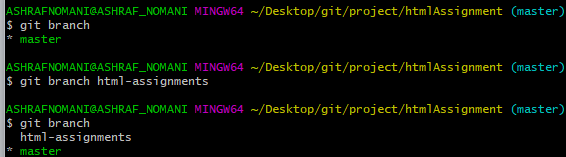 ASHRAFNOMANI@ASHRAF_NOMANI MINGW64 ~/Desktop/git/project/htmlAssignment (master)
$ git branch
* master
ASHRAFNOMANI@ASHRAF_NOMANI MINGW64 ~/Desktop/git/project/htmlAssignment (master)
$ git branch html-assignments
ASHRAFNOMANI@ASHRAF_NOMANI MINGW64 ~/Desktop/git/project/htmlAssignment (master)
$ git branch
  html-assignments
* master